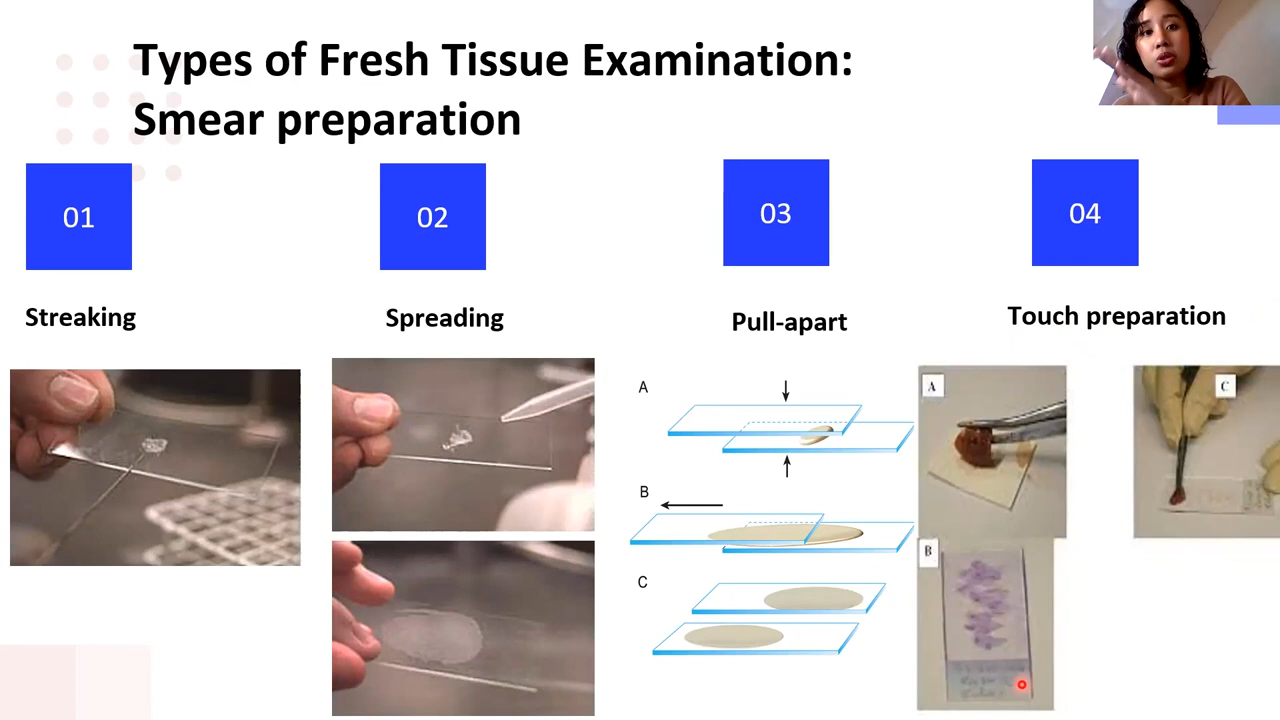 Types of Fresh Tissue Examination:
Smear preparation
01
02
03
04
Streaking
Spreading
Pull-apart
Touch preparation
A
B
C
A
C
B